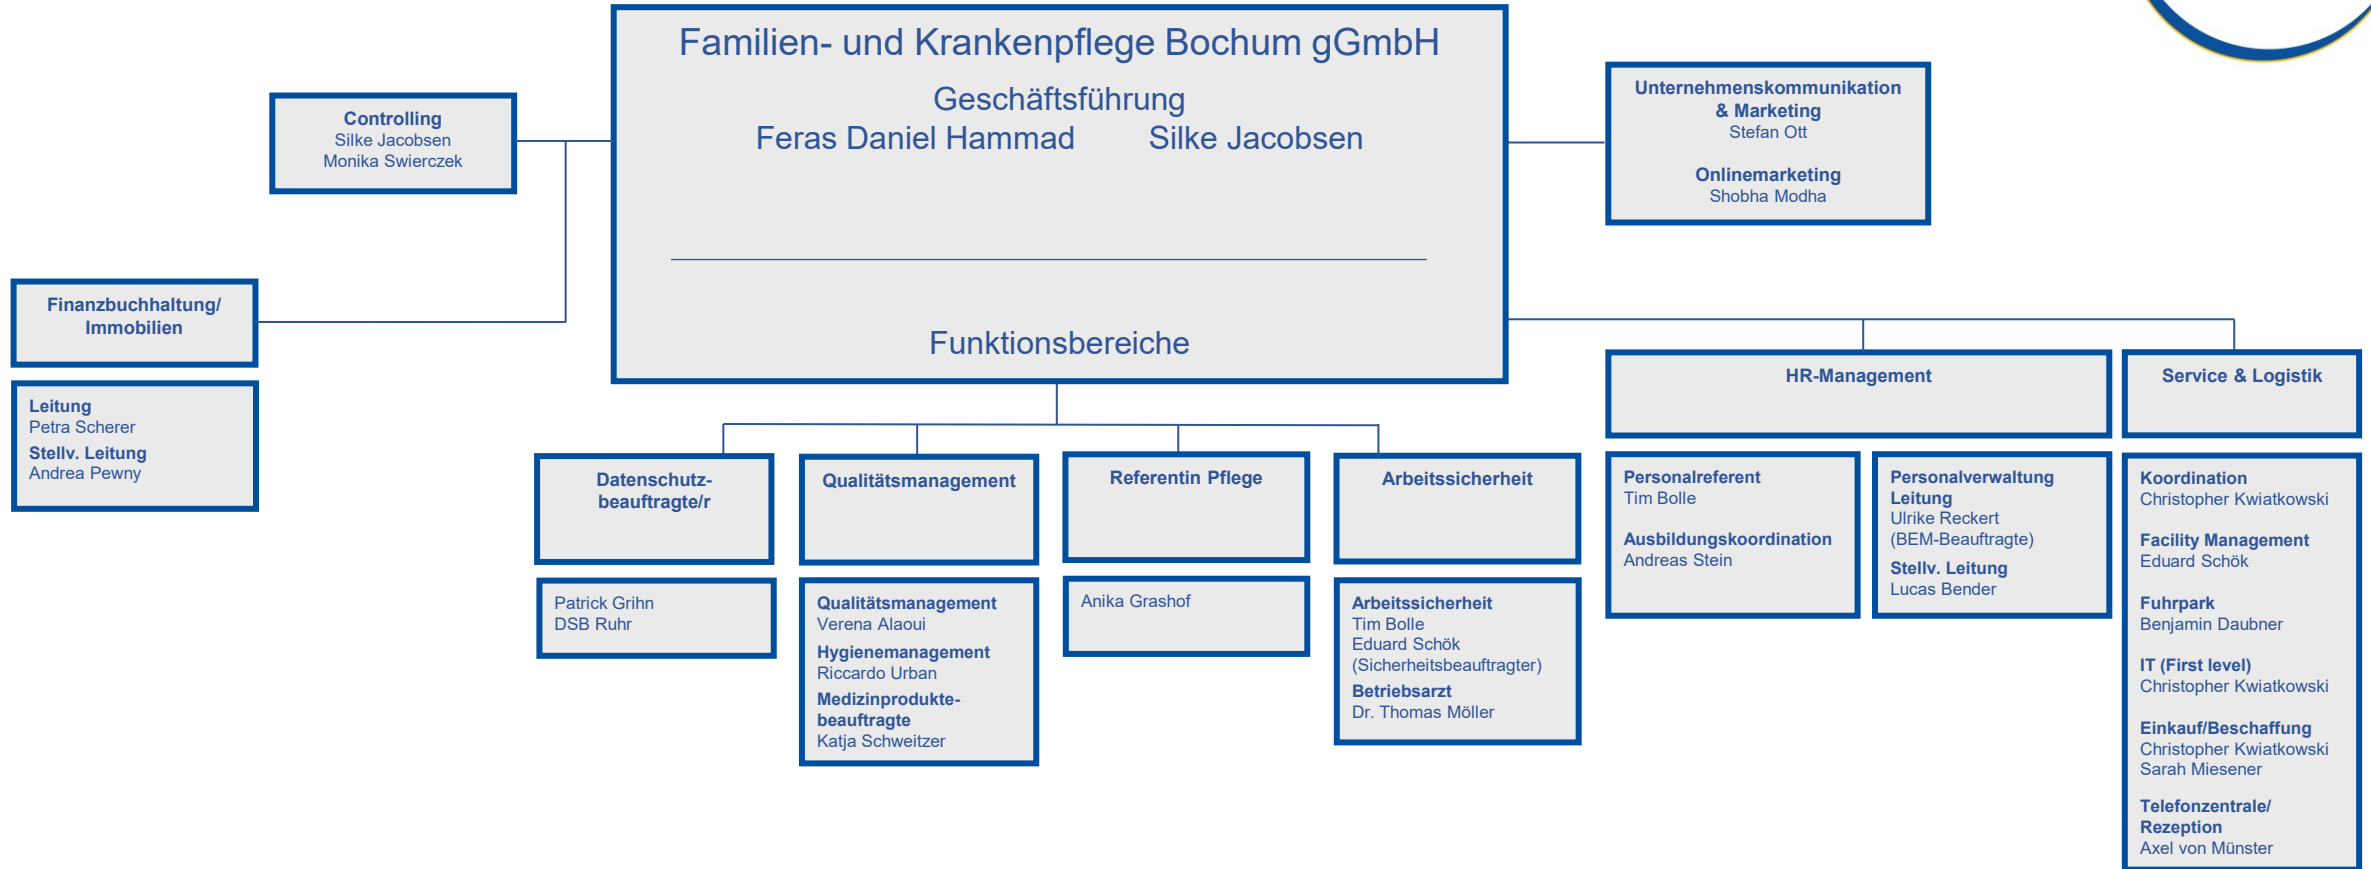 Familien- und Krankenpflege Bochum gGmbH
Geschäftsführung
Feras Daniel Hammad Silke Jacobsen
Funktionsbereiche
Controlling
Silke Jacobsen
Monika Swierczek
Unternehmenskommunikation
& Marketing
Stefan Ott
Onlinemarketing
Shobha Modha
Finanzbuchhaltung/
Immobilien
Leitung
Petra Scherer
Stellv. Leitung
Andrea Pewny
Datenschutz-
beauftragte/r
Patrick Grihn
DSB Ruhr
Qualitätsmanagement
Qualitätsmanagement
Verena Alaoui
Hygienemanagement
Riccardo Urban
Medizinprodukte-
beauftragte
Katja Schweitzer
Referentin Pflege
Anika Grashof
Arbeitssicherheit
Arbeitssicherheit
Tim Bolle
Eduard Schök
(Sicherheitsbeauftragter)
Betriebsarzt
Dr. Thomas Möller
HR-Management
Personalreferent
Tim Bolle
Ausbildungskoordination
Andreas Stein
Personalverwaltung
Leitung
Ulrike Reckert
(BEM-Beauftragte)
Stellv. Leitung
Lucas Bender
Service & Logistik
Koordination
Christopher Kwiatkowski
Facility Management
Eduard Schök
Fuhrpark
Benjamin Daubner
IT (First level)
Christopher Kwiatkowski
Einkauf/Beschaffung
Christopher Kwiatkowski
Sarah Miesener
Telefonzentrale/
Rezeption
Axel von Münster